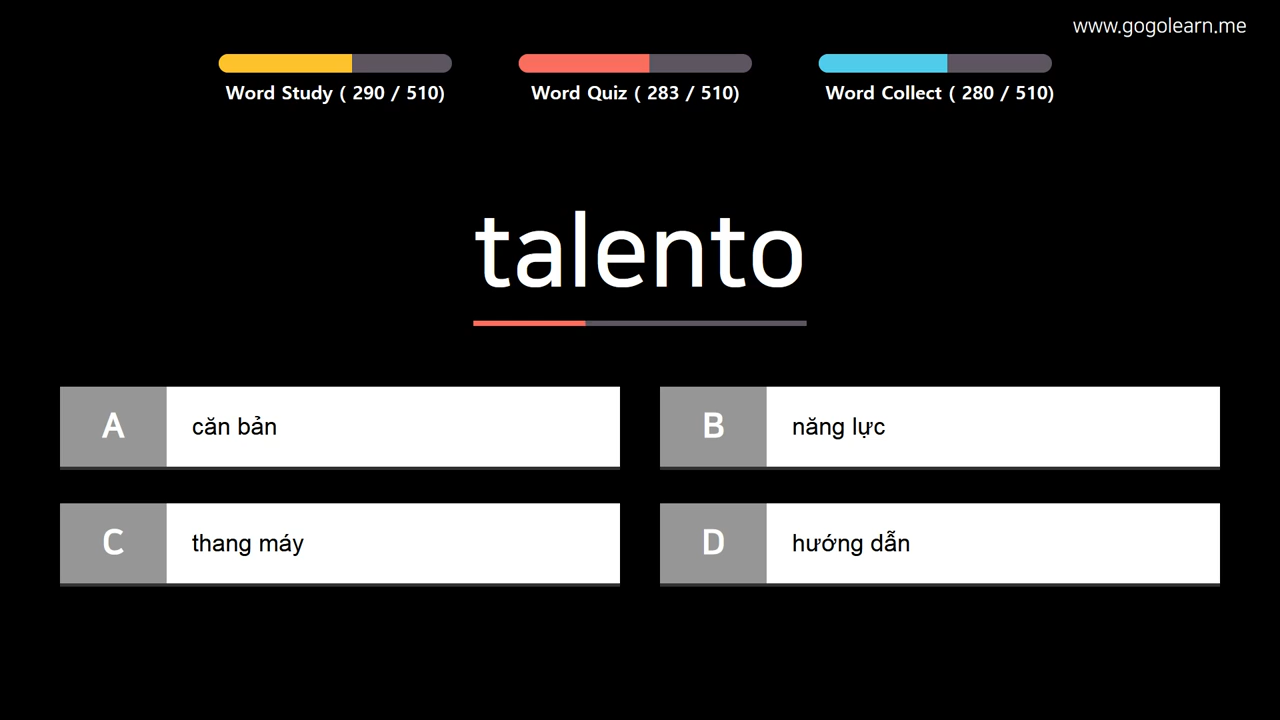 www.gogolearn.me
Word Study ( 290 / 510)
Word Quiz ( 283 / 510)
Word Collect ( 280 / 510)
talento
A căn bản
B năng lực
C thang máy
D hướng dẫn